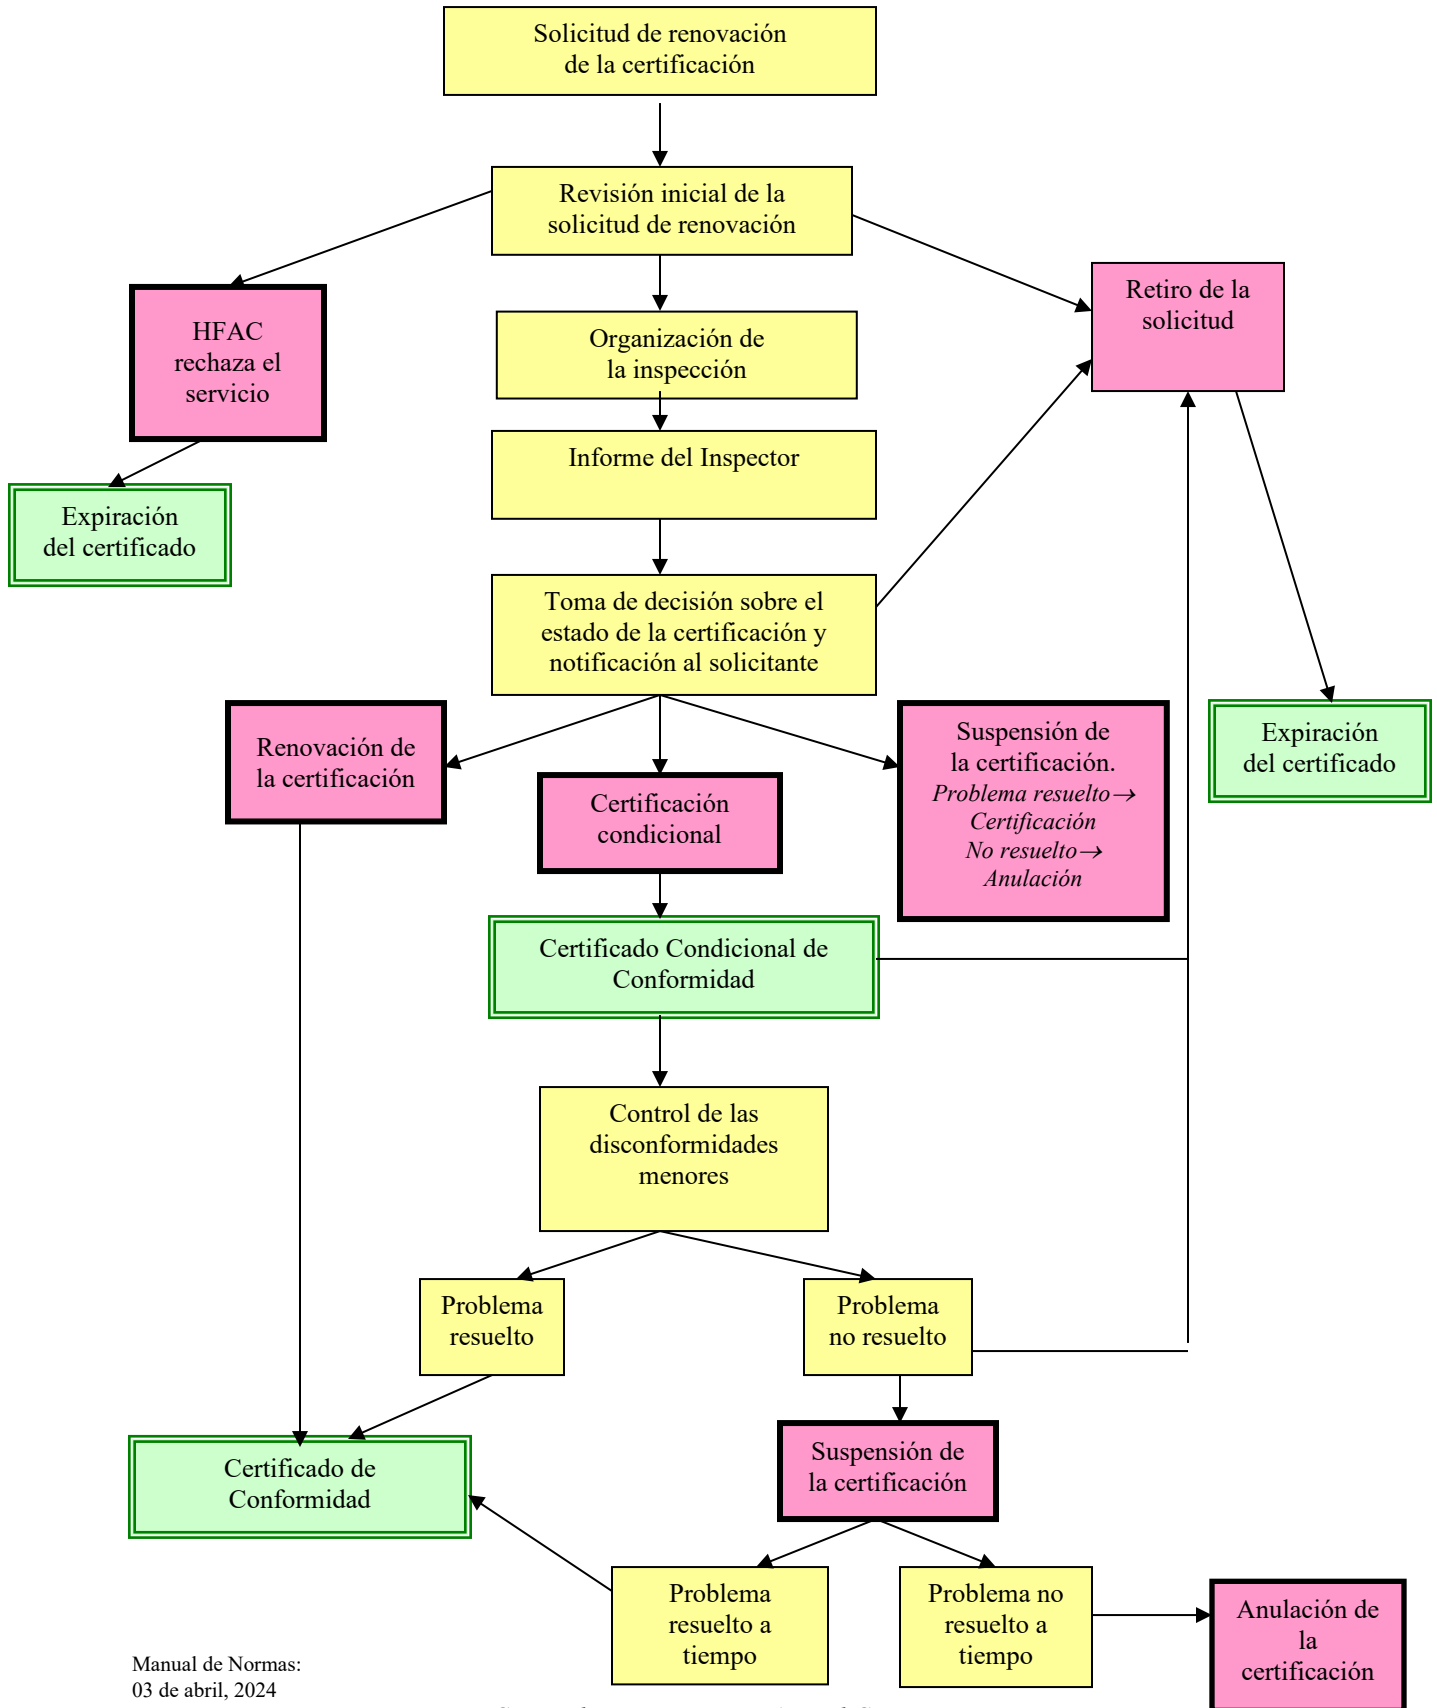 Solicitud de renovación
de la certificación
Revisión inicial de la
solicitud de renovación
Retiro de la
solicitud
HFAC
rechaza el
servicio
Organización de
la inspección
Informe del Inspector
Expiración
del certificado
Toma de decisión sobre el
estado de la certificación y
notificación al solicitante
Renovación de
la certificación
Certificación
condicional
Suspensión de
la certificación.
Problema resuelto→
Certificación
No resuelto→
Anulación
Expiración
del certificado
Certificado Condicional de
Conformidad
Control de las
disconformidades
menores
Problema
resuelto
Problema
no resuelto
Certificado de
Conformidad
Suspensión de
la certificación
Problema
resuelto a
tiempo
Problema no
resuelto a
tiempo
Anulación de
la
certificación
Manual de Normas:
03 de abril, 2024